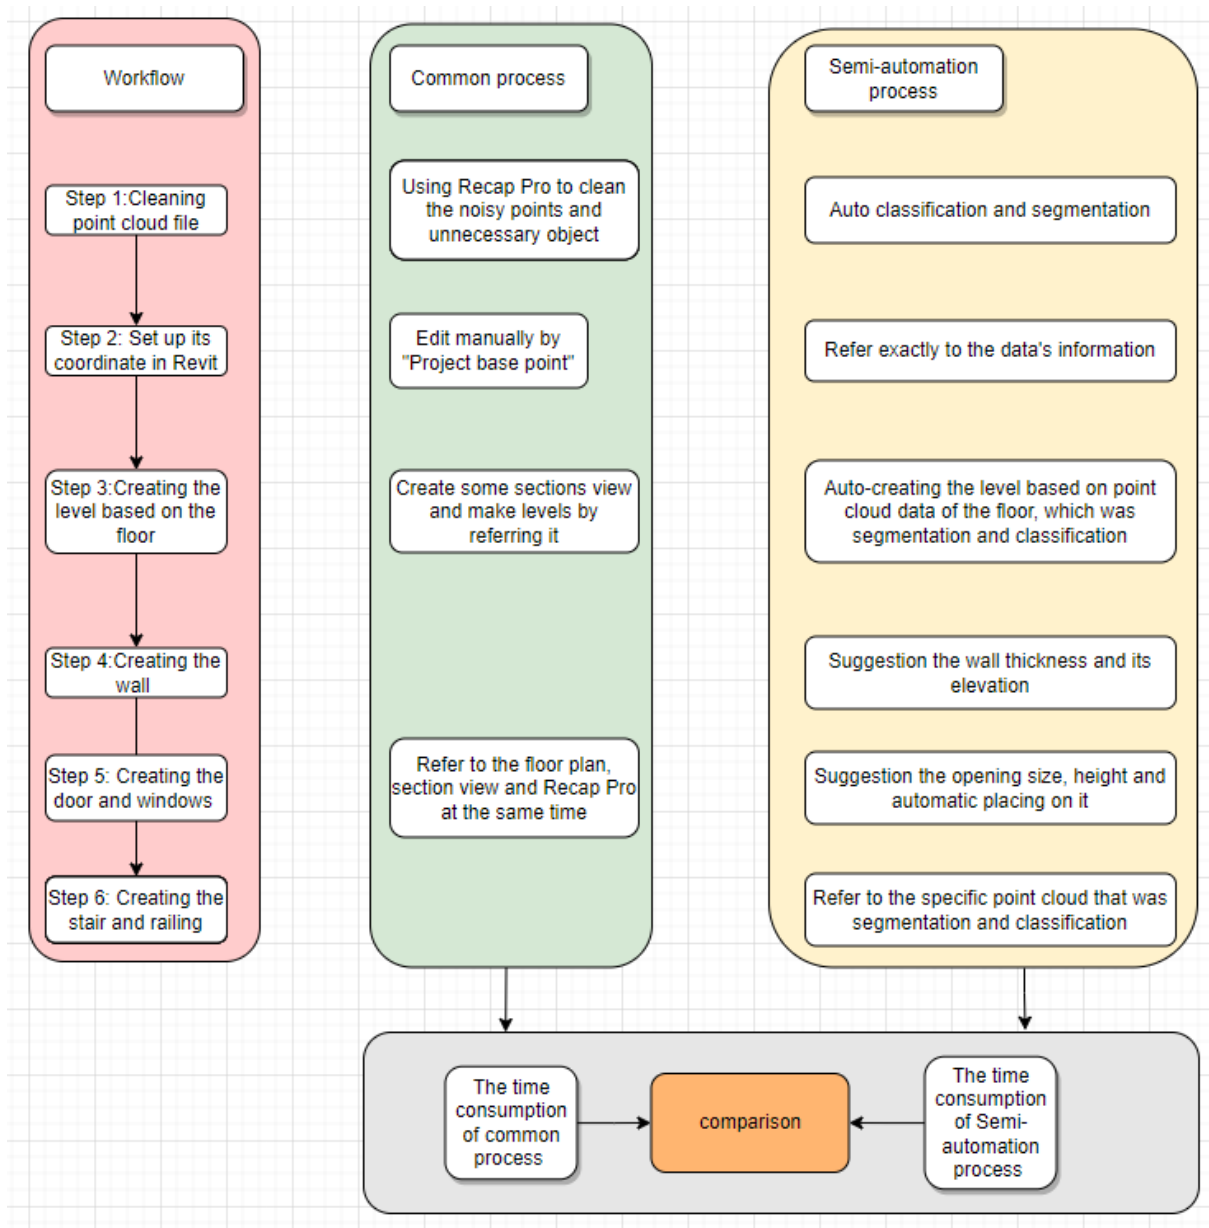 Workflow
Step 1:Cleaning
point cloud file
Step 2: Set up its
coordinate in Revit
Step 3:Creating the
level based on the
floor
Step 4:Creating the
wall
Step 5: Creating the
door and windows
Step 6: Creating the
stair and railing
Common process
Using Recap Pro to clean
the noisy points and
unnecessary object
Edit manually by
"Project base point"
Create some sections view
and make levels by
referring it
Refer to the floor plan,
section view and Recap Pro
at the same time
Semi-automation
process
Auto classification and segmentation
Refer exactly to the data's information
Auto-creating the level based on point
cloud data of the floor, which was
segmentation and classification
Suggestion the wall thickness and its
elevation
Suggestion the opening size, height and
automatic placing on it
Refer to the specific point cloud that was
segmentation and classification
The time
consumption
of common
process
comparison
The time
consumption
of Semi-
automation
process